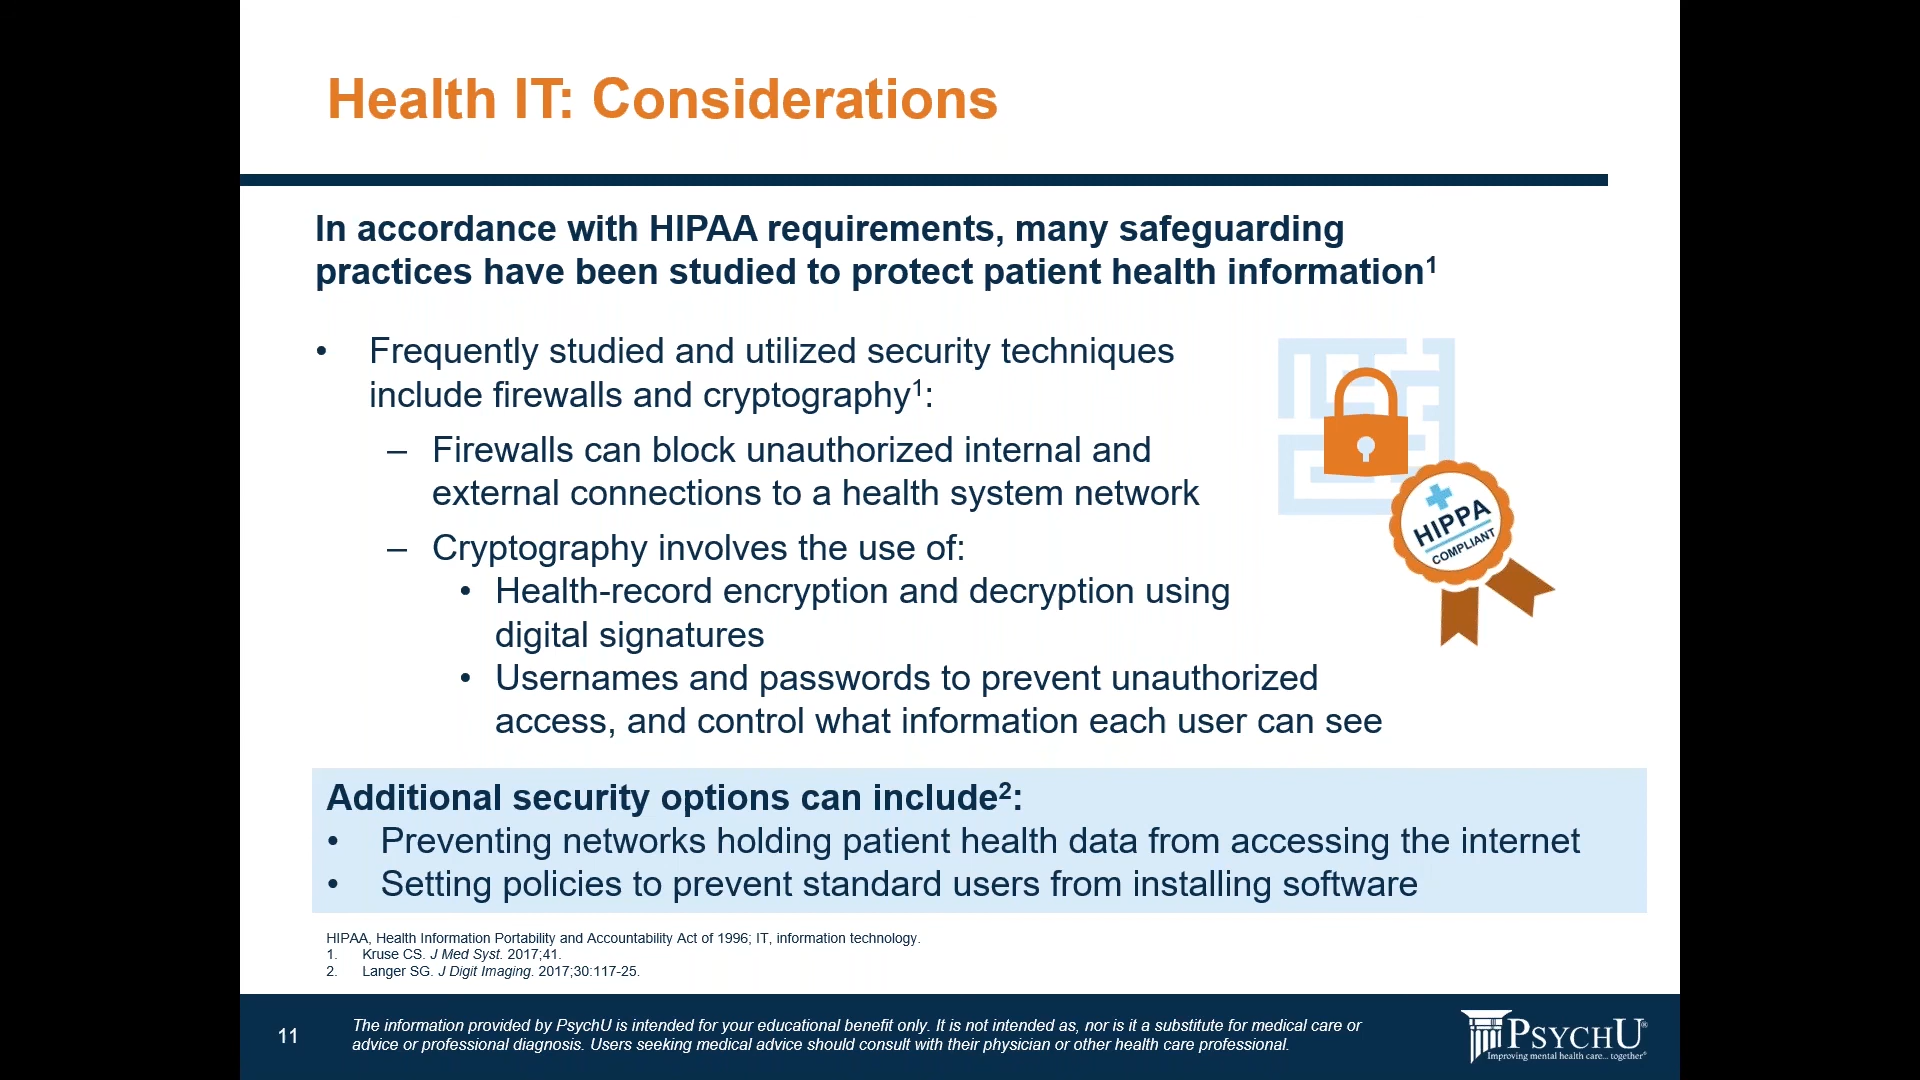 Health IT: Considerations
In accordance with HIPAA requirements, many safeguarding
practices have been studied to protect patient health information1
• Frequently studied and utilized security techniques
include firewalls and cryptography1:
– Firewalls can block unauthorized internal and
external connections to a health system network
– Cryptography involves the use of:
• Health-record encryption and decryption using
digital signatures
• Usernames and passwords to prevent unauthorized
access, and control what information each user can see
HIPPA
COMPLIANT
Additional security options can include2:
• Preventing networks holding patient health data from accessing the internet
• Setting policies to prevent standard users from installing software
HIPAA, Health Information Portability and Accountability Act of 1996; IT, information technology.
1. Kruse CS. J Med Syst. 2017;41.
2. Langer SG. J Digit Imaging. 2017;30:117-25.
11
The information provided by PsychU is intended for your educational benefit only. It is not intended as, nor is it a substitute for medical care or
advice or professional diagnosis. Users seeking medical advice should consult with their physician or other health care professional.
PSYCHU®
Improving mental health care... together®